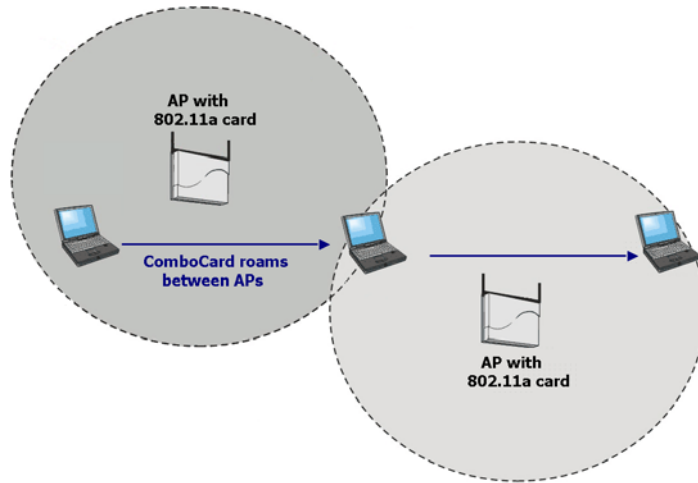 AP with
802.11a card
ComboCard roams
between APs
AP with
802.11a card